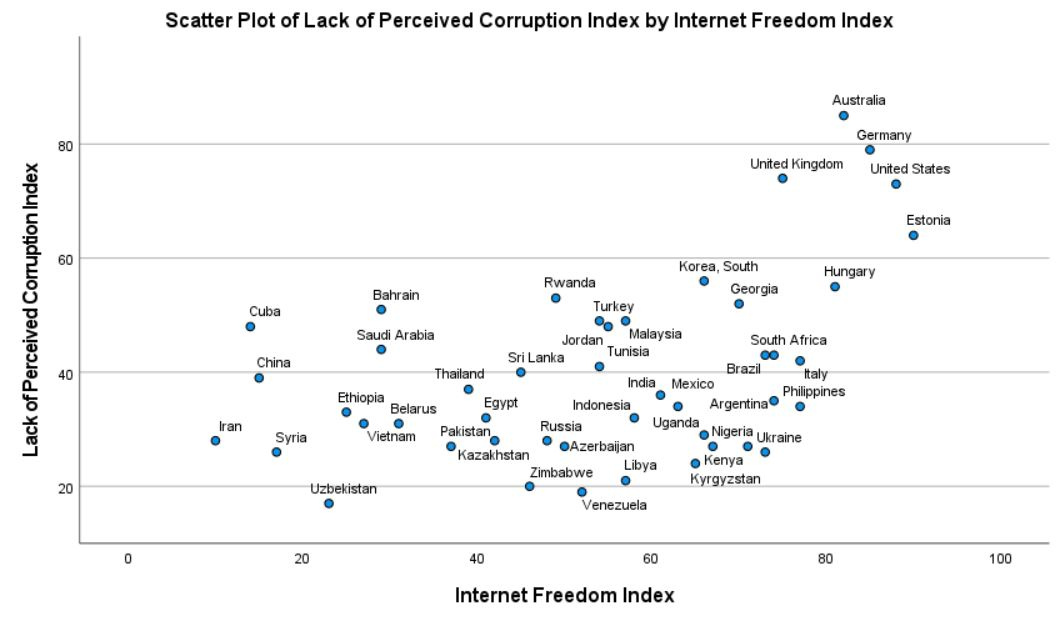 Scatter Plot of Lack of Perceived Corruption Index by Internet Freedom Index
Lack of Perceived Corruption Index
80
60
40
20
Australia
Germany
United Kingdom
United States
Estonia
Korea, South
Hungary
Rwanda
Georgia
Bahrain
Cuba
Turkey
Saudi Arabia
Jordan
Malaysia
South Africa
Tunisia
China
Sri Lanka
Brazil
Italy
Thailand
India
Mexico
Philippines
Ethiopia
Belarus
Egypt
Indonesia
Argentina
Iran
Vietnam
Pakistan
Russia
Uganda
Nigeria
Syria
Kazakhstan
Azerbaijan
Kenya
Ukraine
Zimbabwe
Libya
Kyrgyzstan
Uzbekistan
Venezuela
0 20 40 60 80 100
Internet Freedom Index